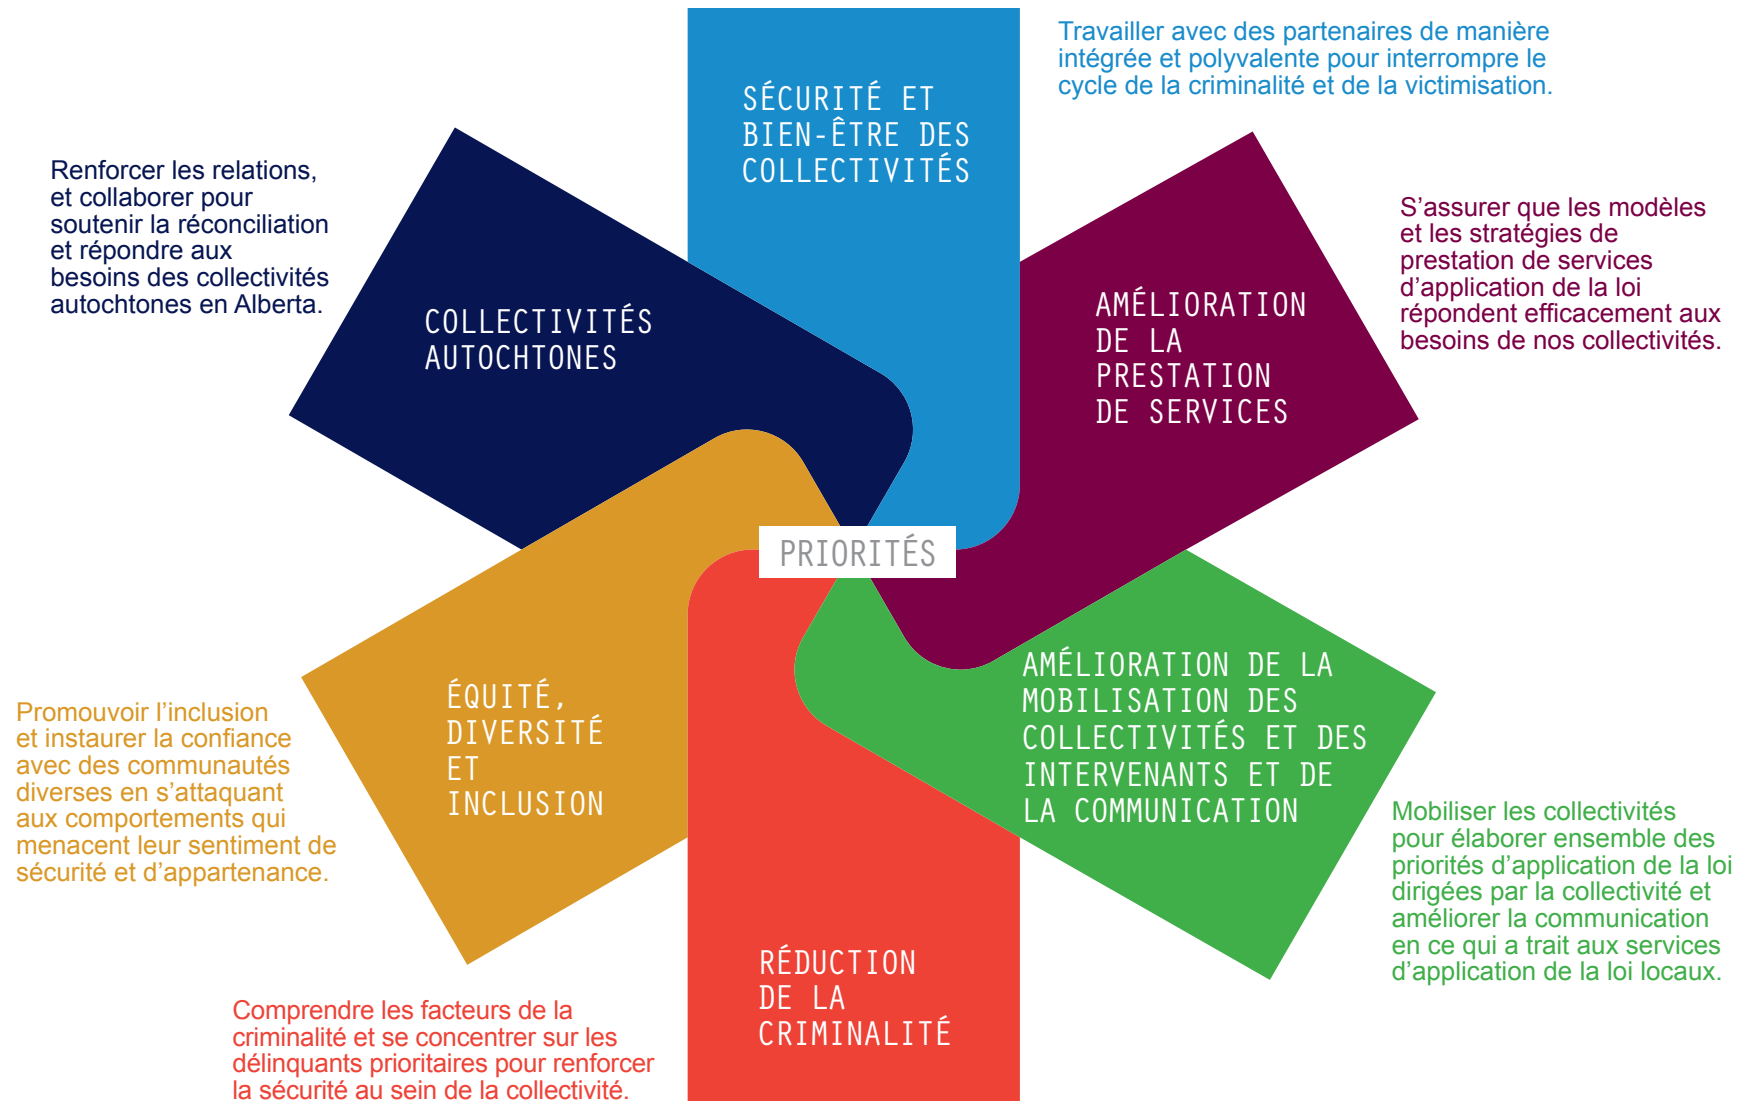 SÉCURITÉ ET
BIEN-ÊTRE DES
COLLECTIVITÉS
Travailler avec des partenaires de manière
intégrée et polyvalente pour interrompre le
cycle de la criminalité et de la victimisation.
Renforcer les relations,
et collaborer pour
soutenir la réconciliation
et répondre aux
besoins des collectivités
autochtones en Alberta.
COLLECTIVITÉS
AUTOCHTONES
AMÉLIORATION
DE LA
PRESTATION
DE SERVICES
S’assurer que les modèles
et les stratégies de
prestation de services
d’application de la loi
répondent efficacement aux
besoins de nos collectivités.
PRIORITÉS
Promouvoir l’inclusion
et instaurer la confiance
avec des communautés
diverses en s’attaquant
aux comportements qui
menacent leur sentiment de
sécurité et d’appartenance.
ÉQUITÉ,
DIVERSITÉ
ET
INCLUSION
AMÉLIORATION DE LA
MOBILISATION DES
COLLECTIVITÉS ET DES
INTERVENANTS ET DE
LA COMMUNICATION
Mobiliser les collectivités
pour élaborer ensemble des
priorités d’application de la loi
dirigées par la collectivité et
améliorer la communication
en ce qui a trait aux services
d’application de la loi locaux.
Comprendre les facteurs de la
criminalité et se concentrer sur les
délinquants prioritaires pour renforcer
la sécurité au sein de la collectivité.
RÉDUCTION
DE LA
CRIMINALITÉ